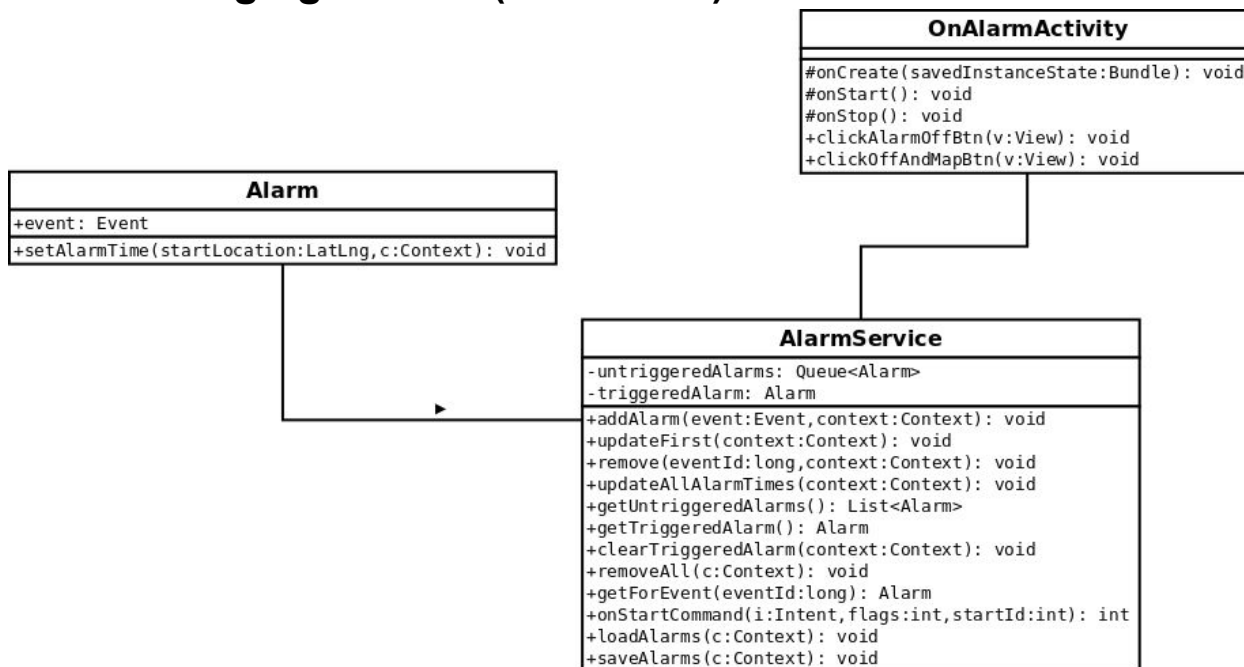 OnAlarmActivity
#onCreate(savedInstanceState:Bundle): void
#onStart(): void
#onStop(): void
+clickAlarmOffBtn(v:View): void
+clickOffAndMapBtn(v:View): void
Alarm
+event: Event
+setAlarmTime(startLocation:LatLng,c:Context): void
AlarmService
-untriggeredAlarms: Queue<Alarm>
-triggeredAlarm: Alarm
+addAlarm(event:Event,context:Context): void
+updateFirst(context:Context): void
+remove(eventId:long,context:Context): void
+updateAllAlarmTimes(context:Context): void
+getUntriggeredAlarms(): List<Alarm>
+getTriggeredAlarm(): Alarm
+clearTriggeredAlarm(context:Context): void
+removeAll(c:Context): void
+getForEvent(eventId:long): Alarm
+onStartCommand(i:Intent,flags:int,startId:int): int
+loadAlarms(c:Context): void
+saveAlarms(c:Context): void